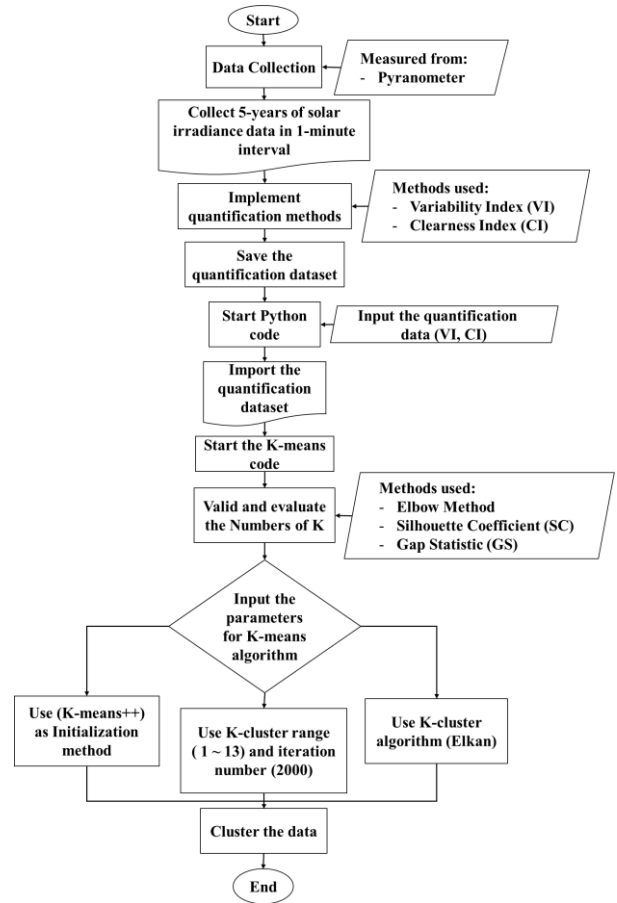 Start
Data Collection
Measured from:
- Pyranometer
Collect 5-years of solar
irradiance data in 1-minute
interval
Implement
quantification methods
Methods used:
- Variability Index (VI)
- Clearness Index (CI)
Save the
quantification dataset
Start Python
code
Input the quantification
data (VI, CI)
Import the
quantification
dataset
Start the K-means
code
Valid and evaluate
the Numbers of K
Methods used:
- Elbow Method
- Silhouette Coefficient (SC)
- Gap Statistic (GS)
Input the
parameters
for K-means
algorithm
Use (K-means++)
as Initialization
method
Use K-cluster range
( 1 ~ 13) and iteration
number (2000)
Use K-cluster
algorithm (Elkan)
Cluster the data
End